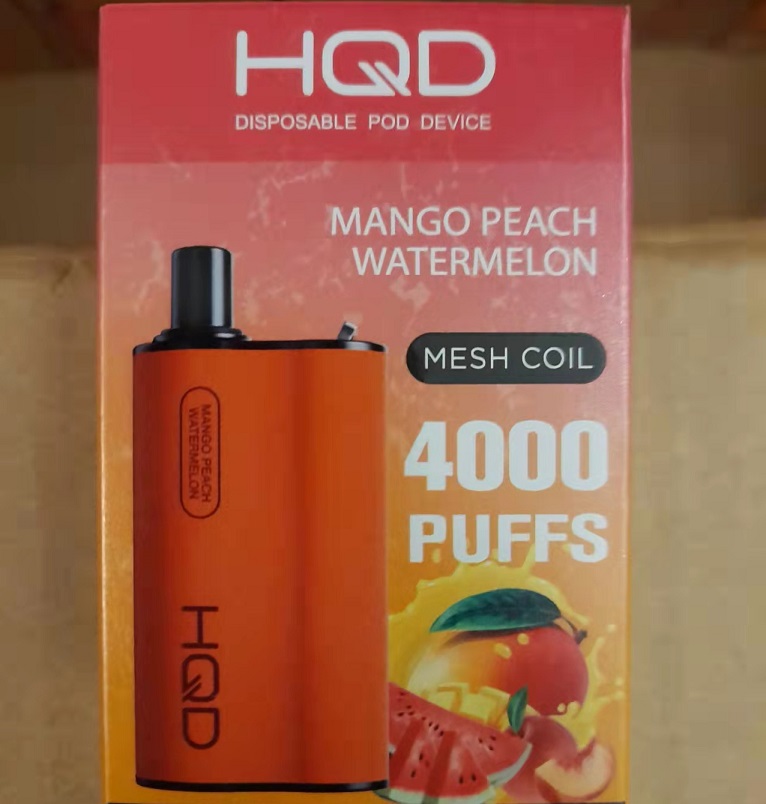 HQD
DISPOSABLE POD DEVICE
MANGO PEACH
WATERMELON
MESH COIL
4000
PUFFS
MANGO PEACH
WATERMELON
HQD